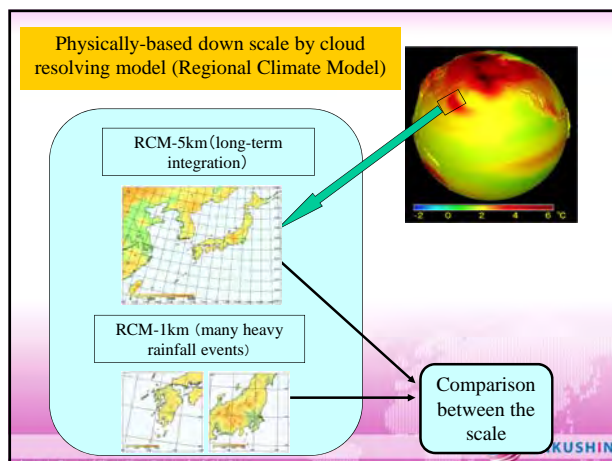 Physically-based down scale by cloud
resolving model (Regional Climate Model)
RCM-5km(long-term
integration)
-2 0 2 4 6 °C
RCM-1km (many heavy
rainfall events)
Comparison
between the
scale
KUSHIN